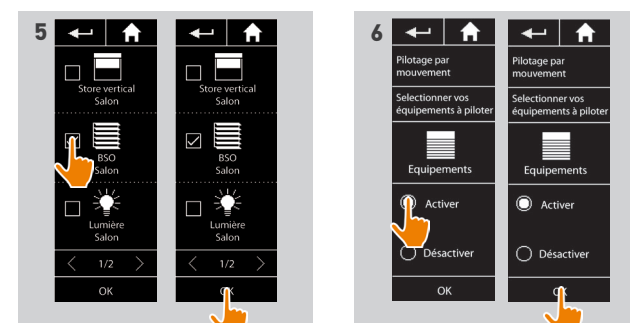 5
Store vertical
Salon
BSO
Salon
Lumière
Salon
1/2
OK
Store vertical
Salon
BSO
Salon
Lumière
Salon
1/2
OK
6
Pilotage par
mouvement
Selectionner vos
équipements à piloter
Equipements
Activer
Désactiver
OK
Pilotage par
mouvement
Selectionner vos
équipements à piloter
Equipements
Activer
Désactiver
OK